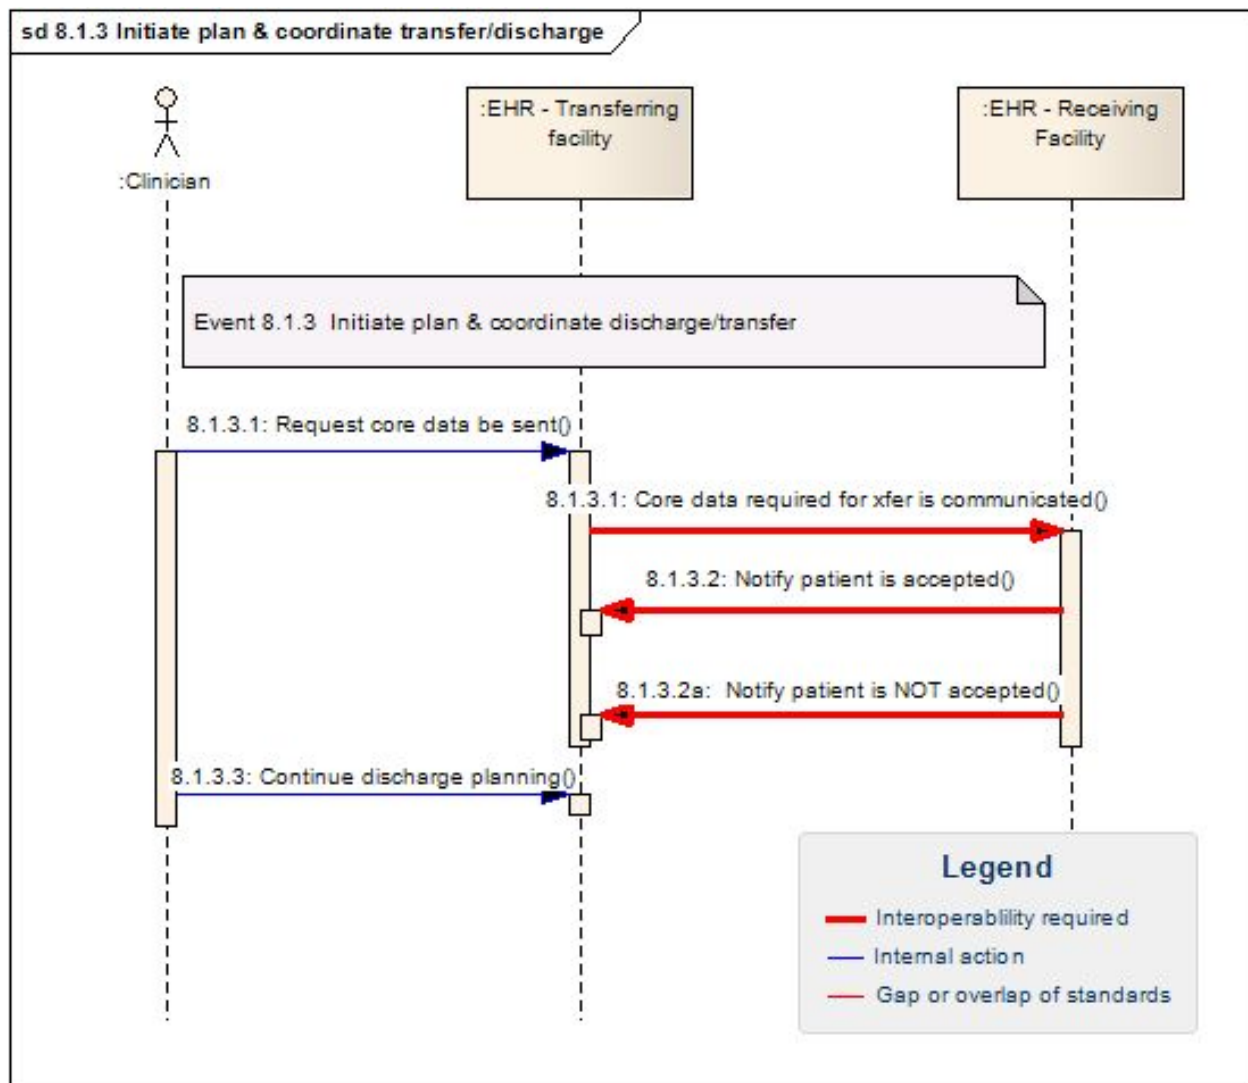 sd 8.1.3 Initiate plan & coordinate transfer/discharge
:EHR - Transferring
facility
:EHR - Receiving
Facility
:Clinician
Event 8.1.3  Initiate plan & coordinate discharge/transfer
8.1.3.1: Request core data be sent()
8.1.3.1: Core data required for xfer is communicated()
8.1.3.2: Notify patient is accepted()
8.1.3.2a:  Notify patient is NOT accepted()
8.1.3.3: Continue discharge planning()
Legend
Interoperablility required
Internal action
Gap or overlap of standards